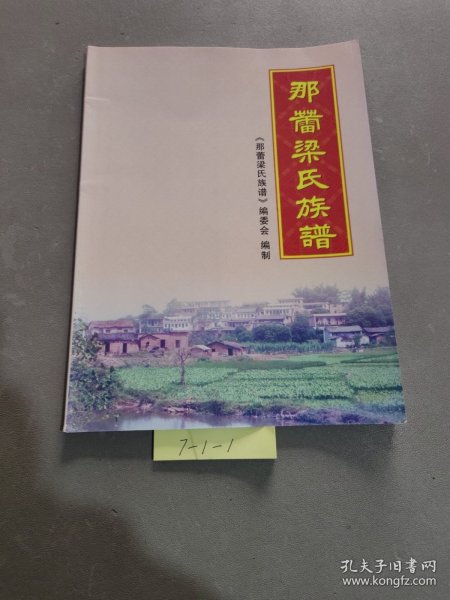 那蕾梁氏族譜
《那蕾梁氏族谱》编委会 编制
7-1-1
孔夫子旧书网
www.kongfz.com